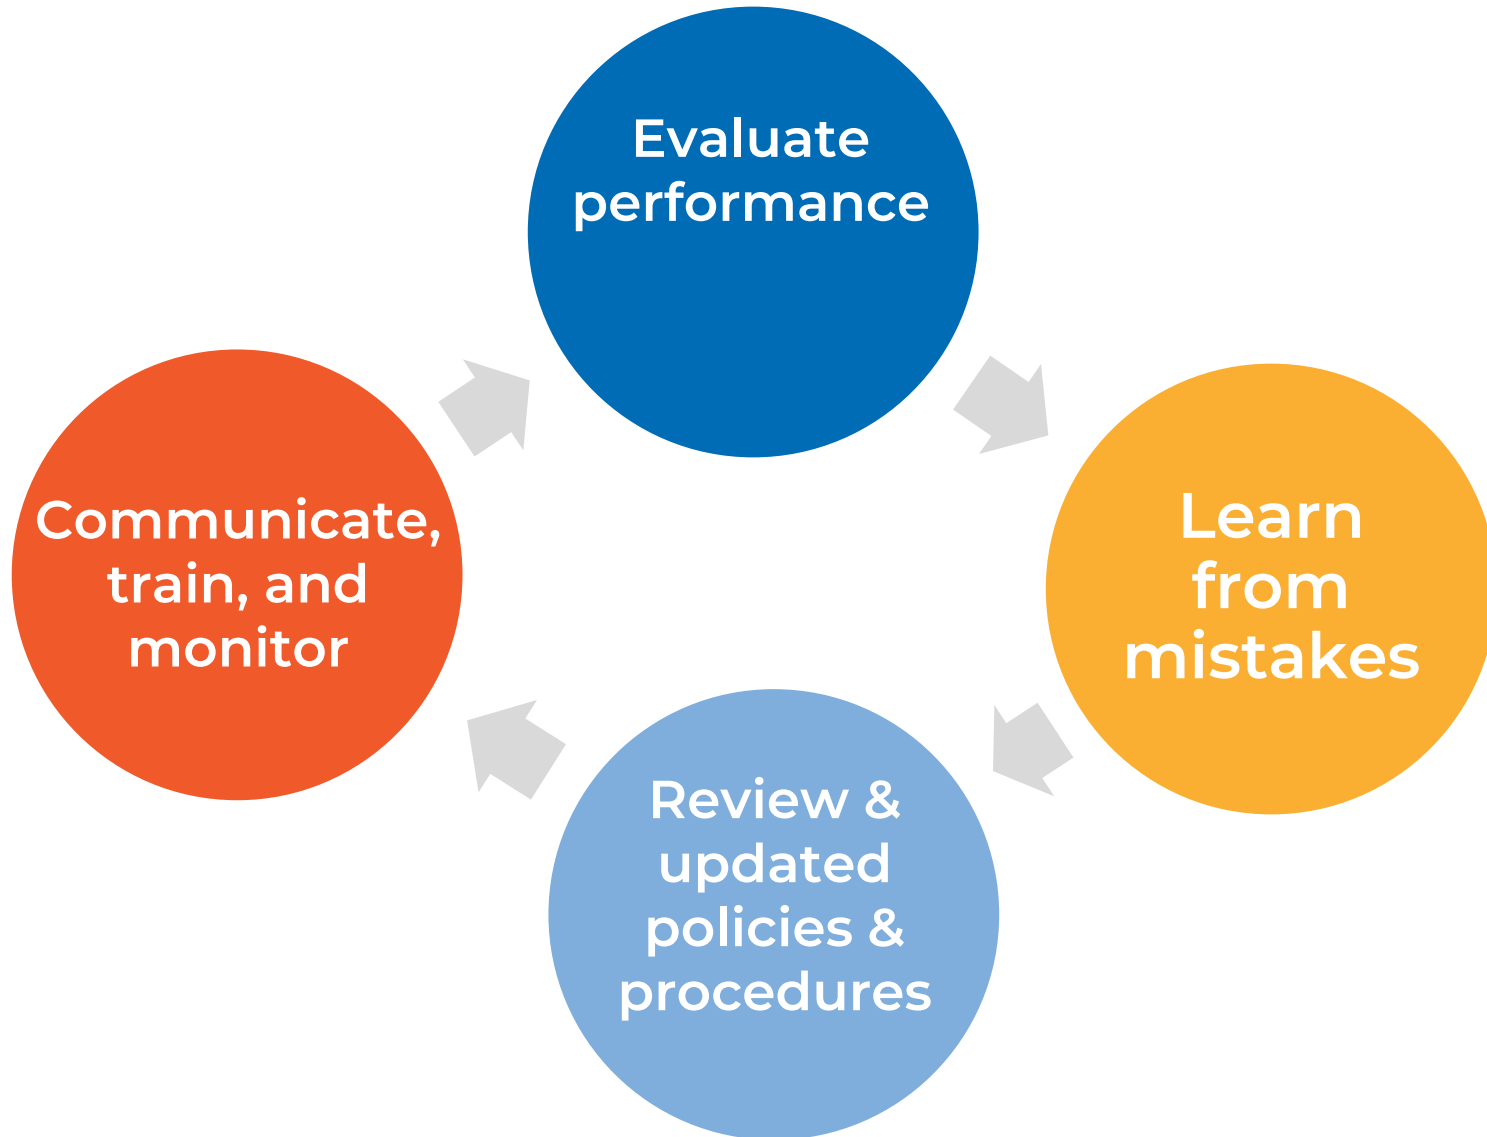 Evaluate
performance
Learn
from
mistakes
Review &
updated
policies &
procedures
Communicate,
train, and
monitor